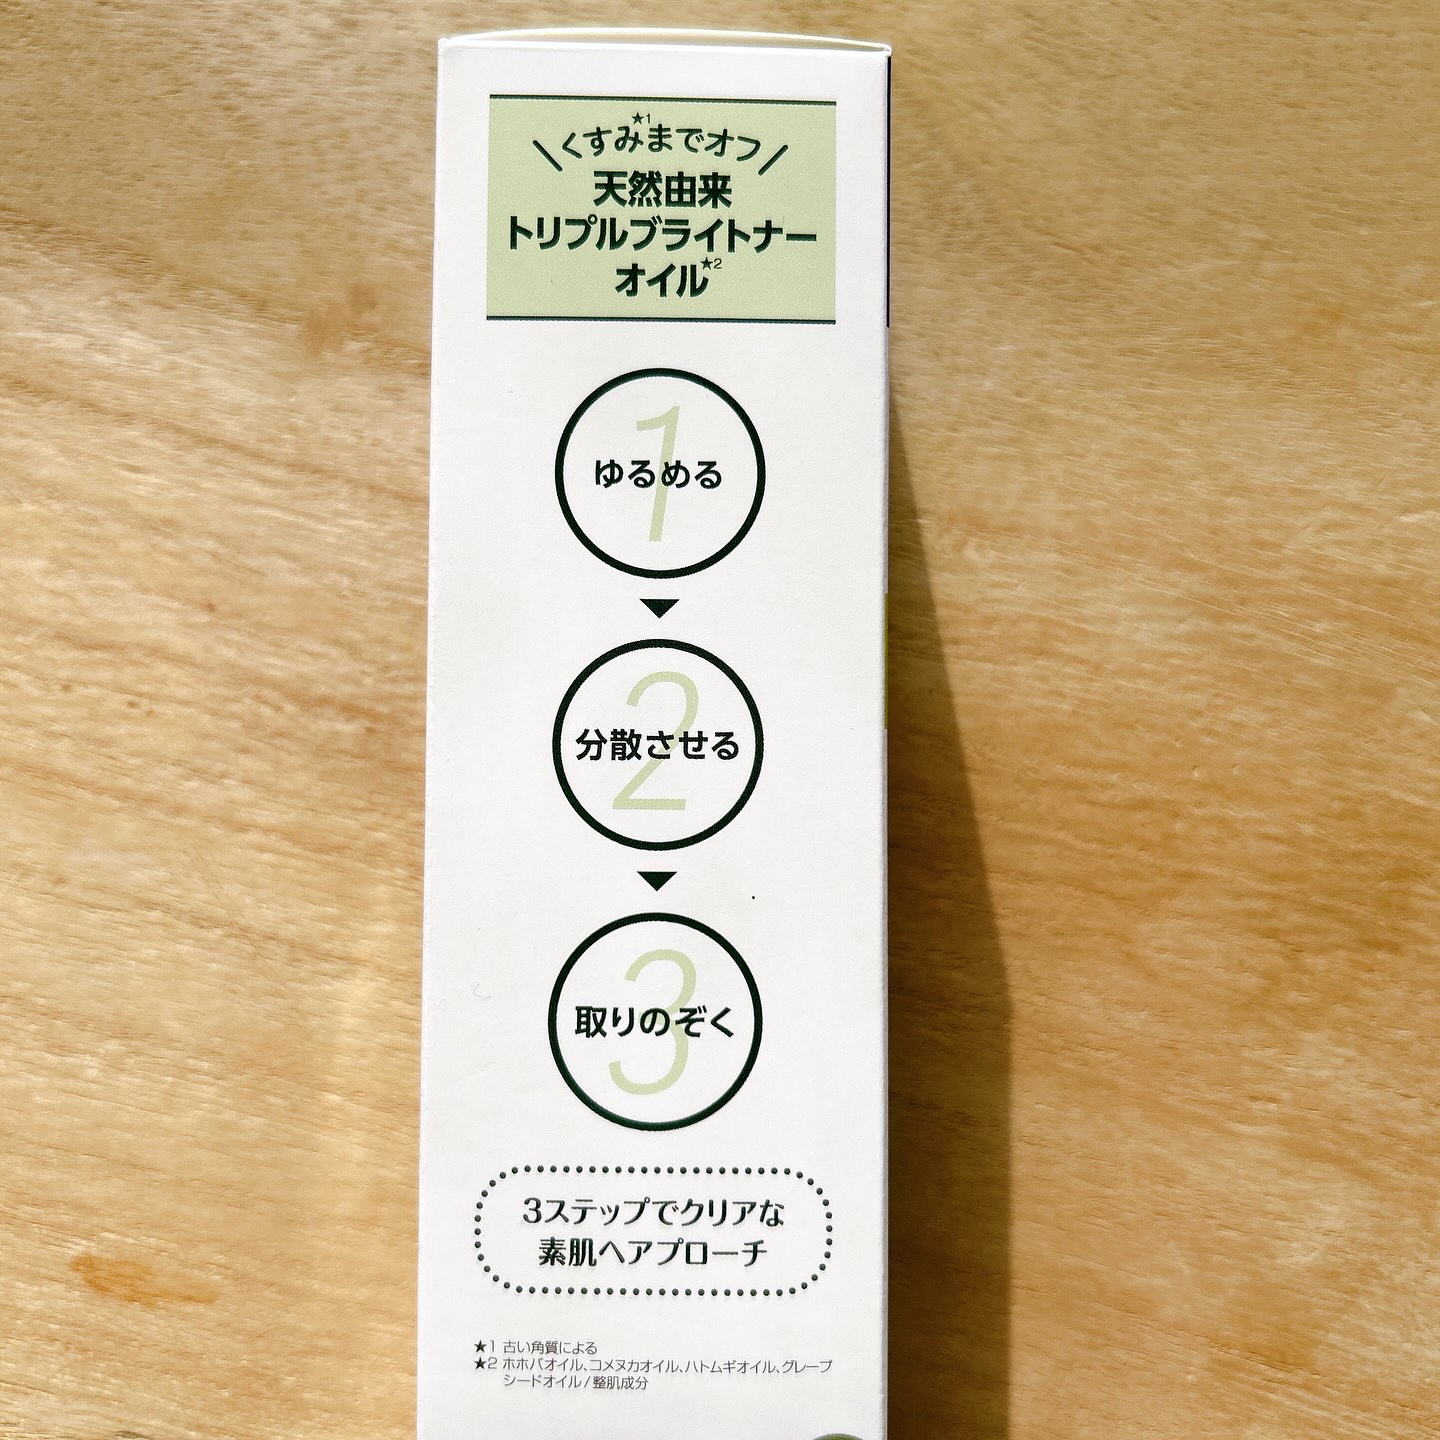 \くすみ★1までオフ/
天然由来
トリプルブライトナー
オイル★2
1
ゆるめる
2
分散させる
3
取りのぞく
3ステップでクリアな
素肌へアプローチ
★1 古い角質による
★2 ホホバオイル、コメヌカオイル、ハトムギオイル、グレープ
シードオイル/整肌成分